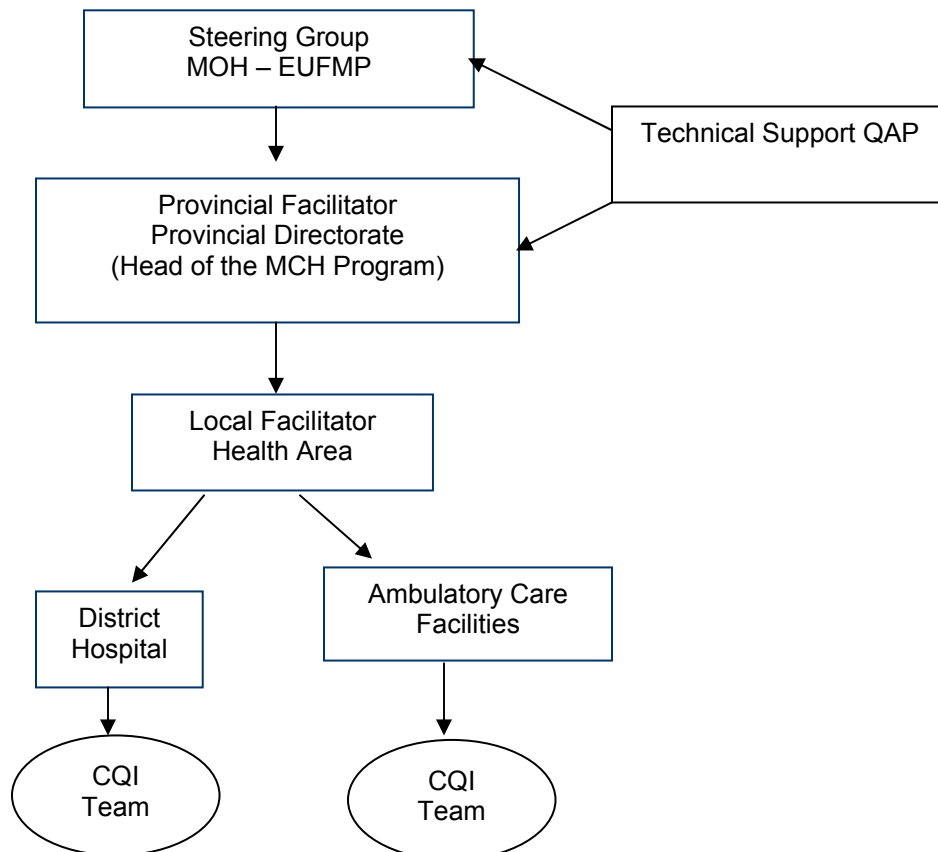 Steering Group
MOH – EUFMP
Technical Support QAP
Provincial Facilitator
Provincial Directorate
(Head of the MCH Program)
Local Facilitator
Health Area
District
Hospital
Ambulatory Care
Facilities
CQI
Team
CQI
Team